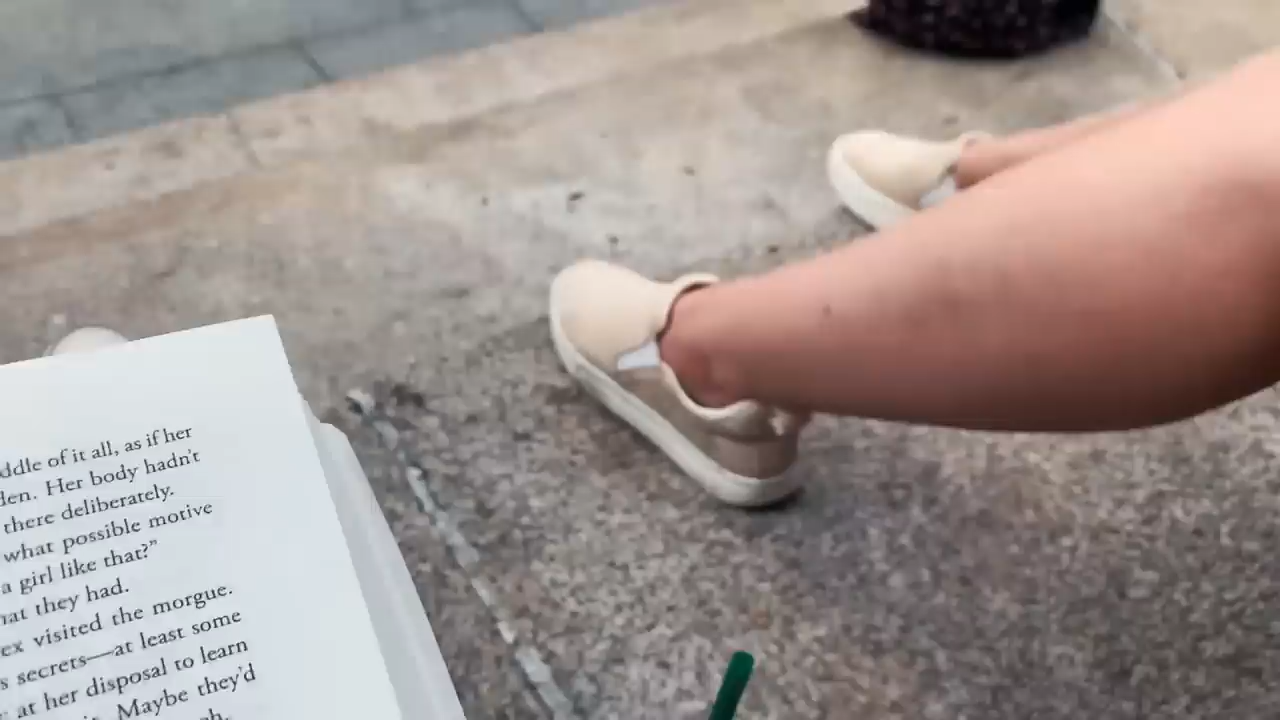 ddle of it all, as if her
den. Her body hadn't
there deliberately.
what possible motive
a girl like that?”
hat they had.
ex visited the morgue.
s secrets—at least some
at her disposal to learn
Maybe they'd